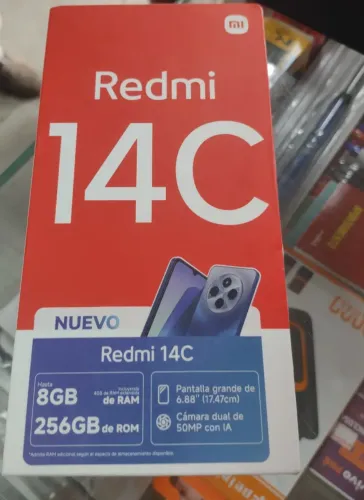 mi
Redmi
14C
NUEVO
Redmi 14C
Hasta
8GB
de RAM
256GB de ROM
Pantalla grande de
6.88” (17.47cm)
Cámara dual de
50MP con IA